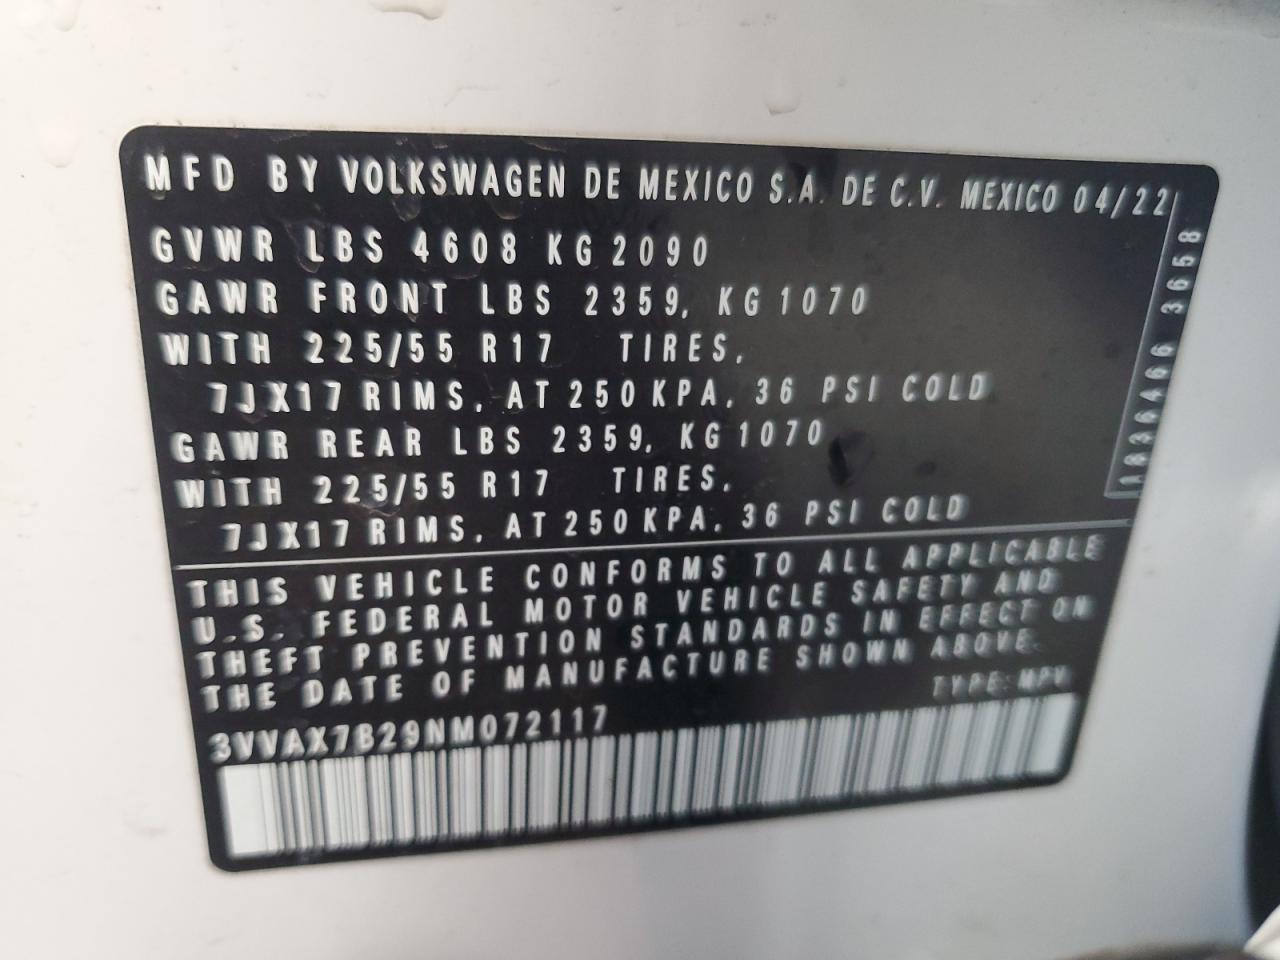 MFD BY VOLKSWAGEN DE MEXICO S.A. DE C.V. MEXICO 04/22
GVWR LBS 4608 KG 2090
GAWR FRONT LBS 2359, KG 1070
WITH 225/55 R17 TIRES,
7JX17 RIMS, AT 250 KPA, 36 PSI COLD
GAWR REAR LBS 2359, KG 1070
WITH 225/55 R17 TIRES,
7JX17 RIMS, AT 250 KPA, 36 PSI COLD
THIS VEHICLE CONFORMS TO ALL APPLICABLE
U.S. FEDERAL MOTOR VEHICLE SAFETY AND
THEFT PREVENTION STANDARDS IN EFFECT ON
THE DATE OF MANUFACTURE SHOWN ABOVE.
TYPE: MPV
3VVAX7B29NM072117
1836466 3658